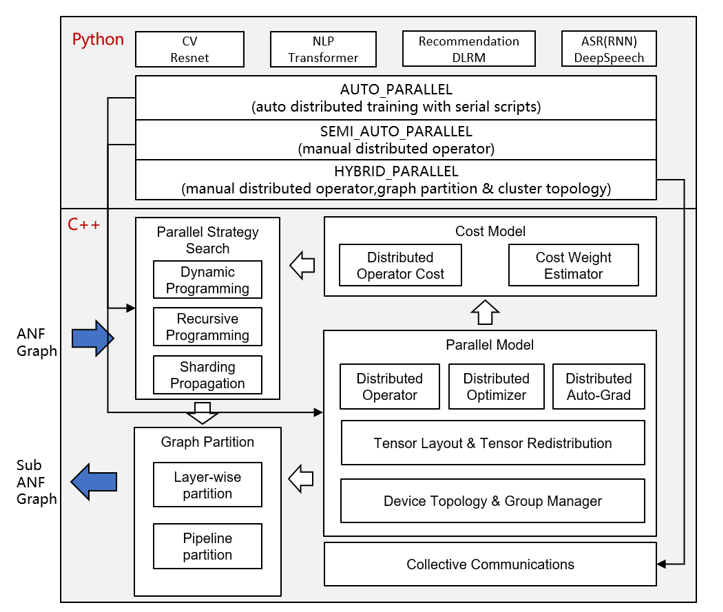 Python
CV
Resnet
NLP
Transformer
Recommendation
DLRM
ASR(RNN)
DeepSpeech
AUTO_PARALLEL
(auto distributed training with serial scripts)
SEMI_AUTO_PARALLEL
(manual distributed operator)
HYBRID_PARALLEL
(manual distributed operator,graph partition & cluster topology)
C++
Parallel Strategy
Search
Dynamic
Programming
Recursive
Programming
Sharding
Propagation
Cost Model
Distributed
Operator Cost
Cost Weight
Estimator
ANF
Graph
Parallel Model
Distributed
Operator
Distributed
Optimizer
Distributed
Auto-Grad
Tensor Layout & Tensor Redistribution
Device Topology & Group Manager
Sub
ANF
Graph
Graph Partition
Layer-wise
partition
Pipeline
partition
Collective Communications